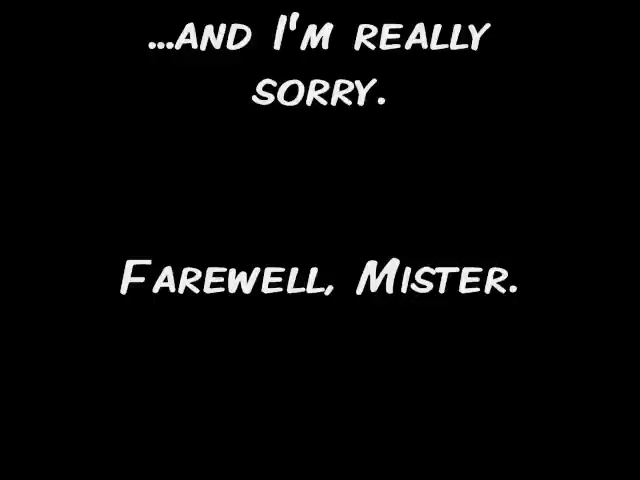 ...AND I'M REALLY
SORRY.
FAREWELL, MISTER.